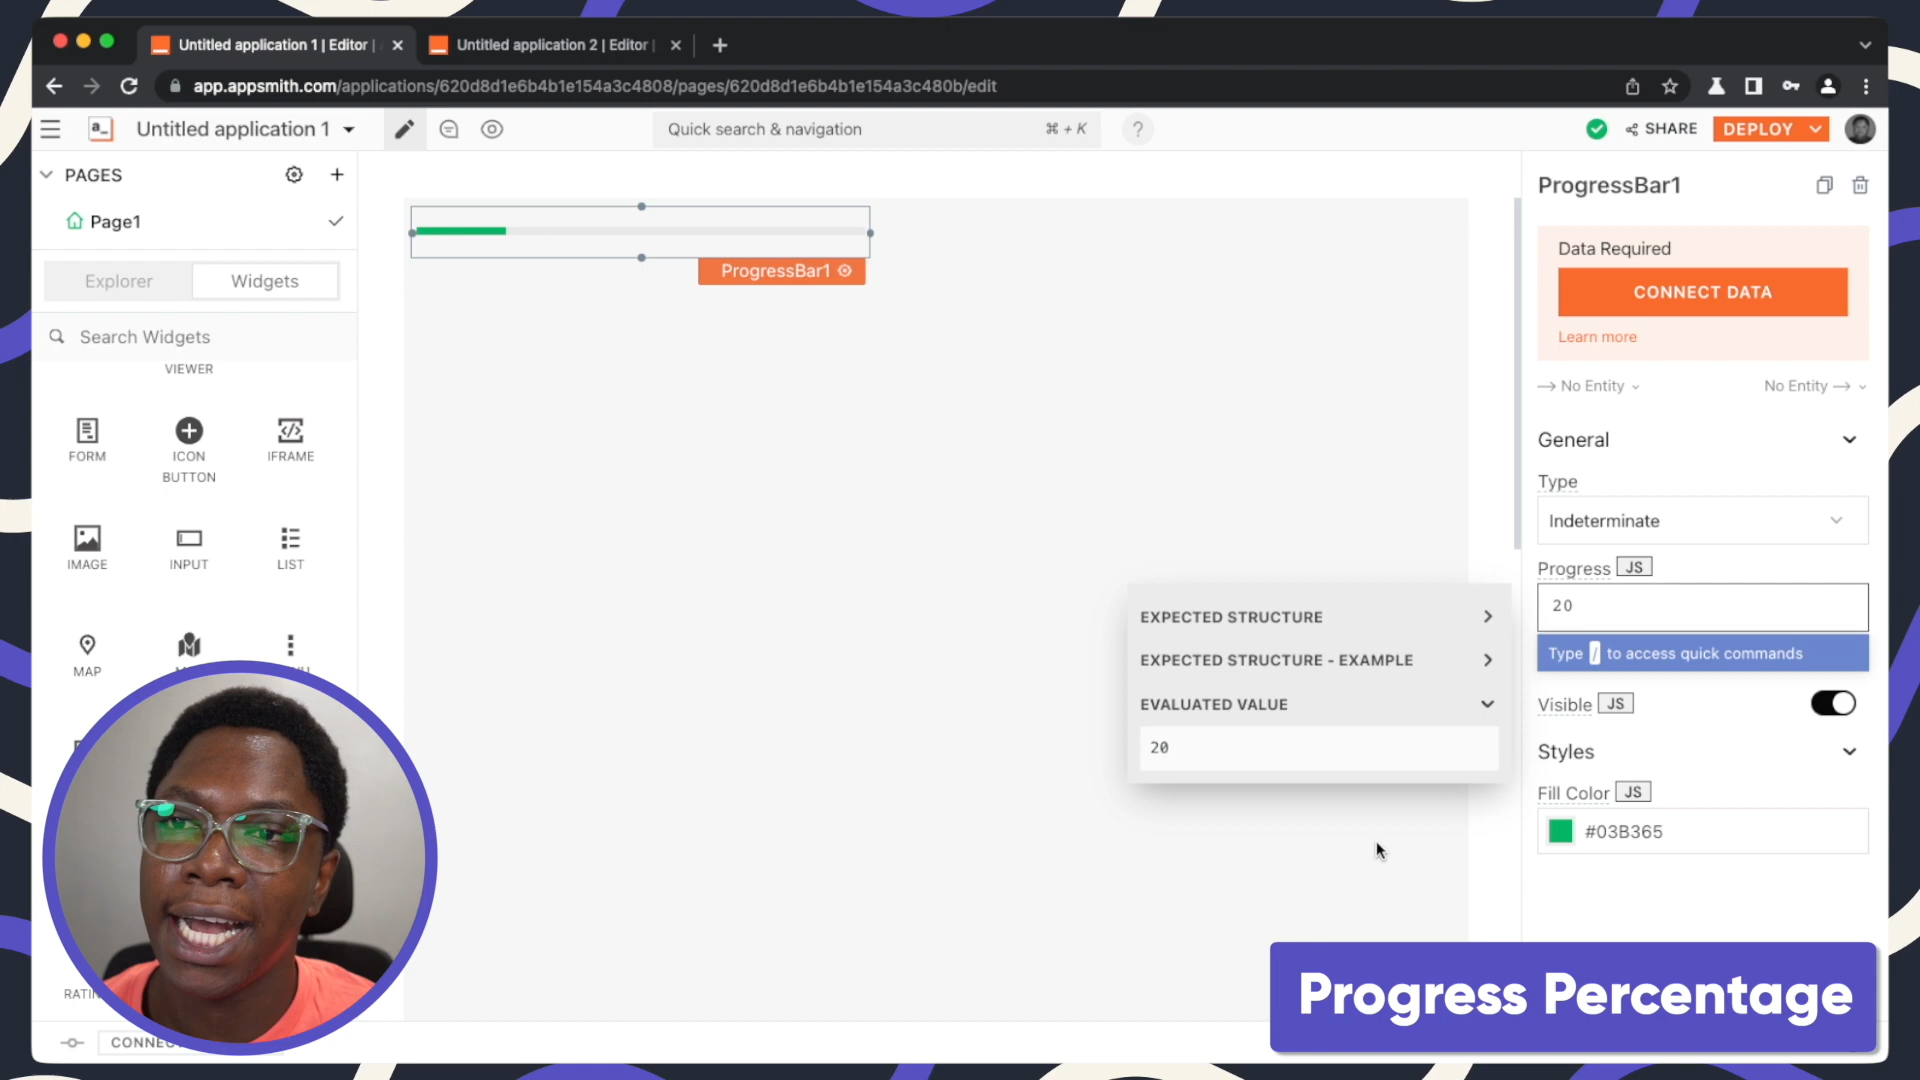 Untitled application 1 | Editor |
Untitled application 2 | Editor |
app.appsmith.com/applications/620d8d1e6b4b1e154a3c4808/pages/620d8d1e6b4b1e154a3c480b/edit
a_
Untitled application 1
Quick search & navigation
⌘ + K
?
SHARE
DEPLOY
PAGES
Page1
Explorer
Widgets
Search Widgets
VIEWER
FORM
ICON
BUTTON
IFRAME
IMAGE
INPUT
LIST
MAP
ProgressBar1
ProgressBar1
Data Required
CONNECT DATA
Learn more
No Entity
No Entity
General
Type
Indeterminate
Progress JS
20
Type / to access quick commands
EXPECTED STRUCTURE
EXPECTED STRUCTURE - EXAMPLE
EVALUATED VALUE
20
Visible JS
Styles
Fill Color JS
#03B365
Progress Percentage